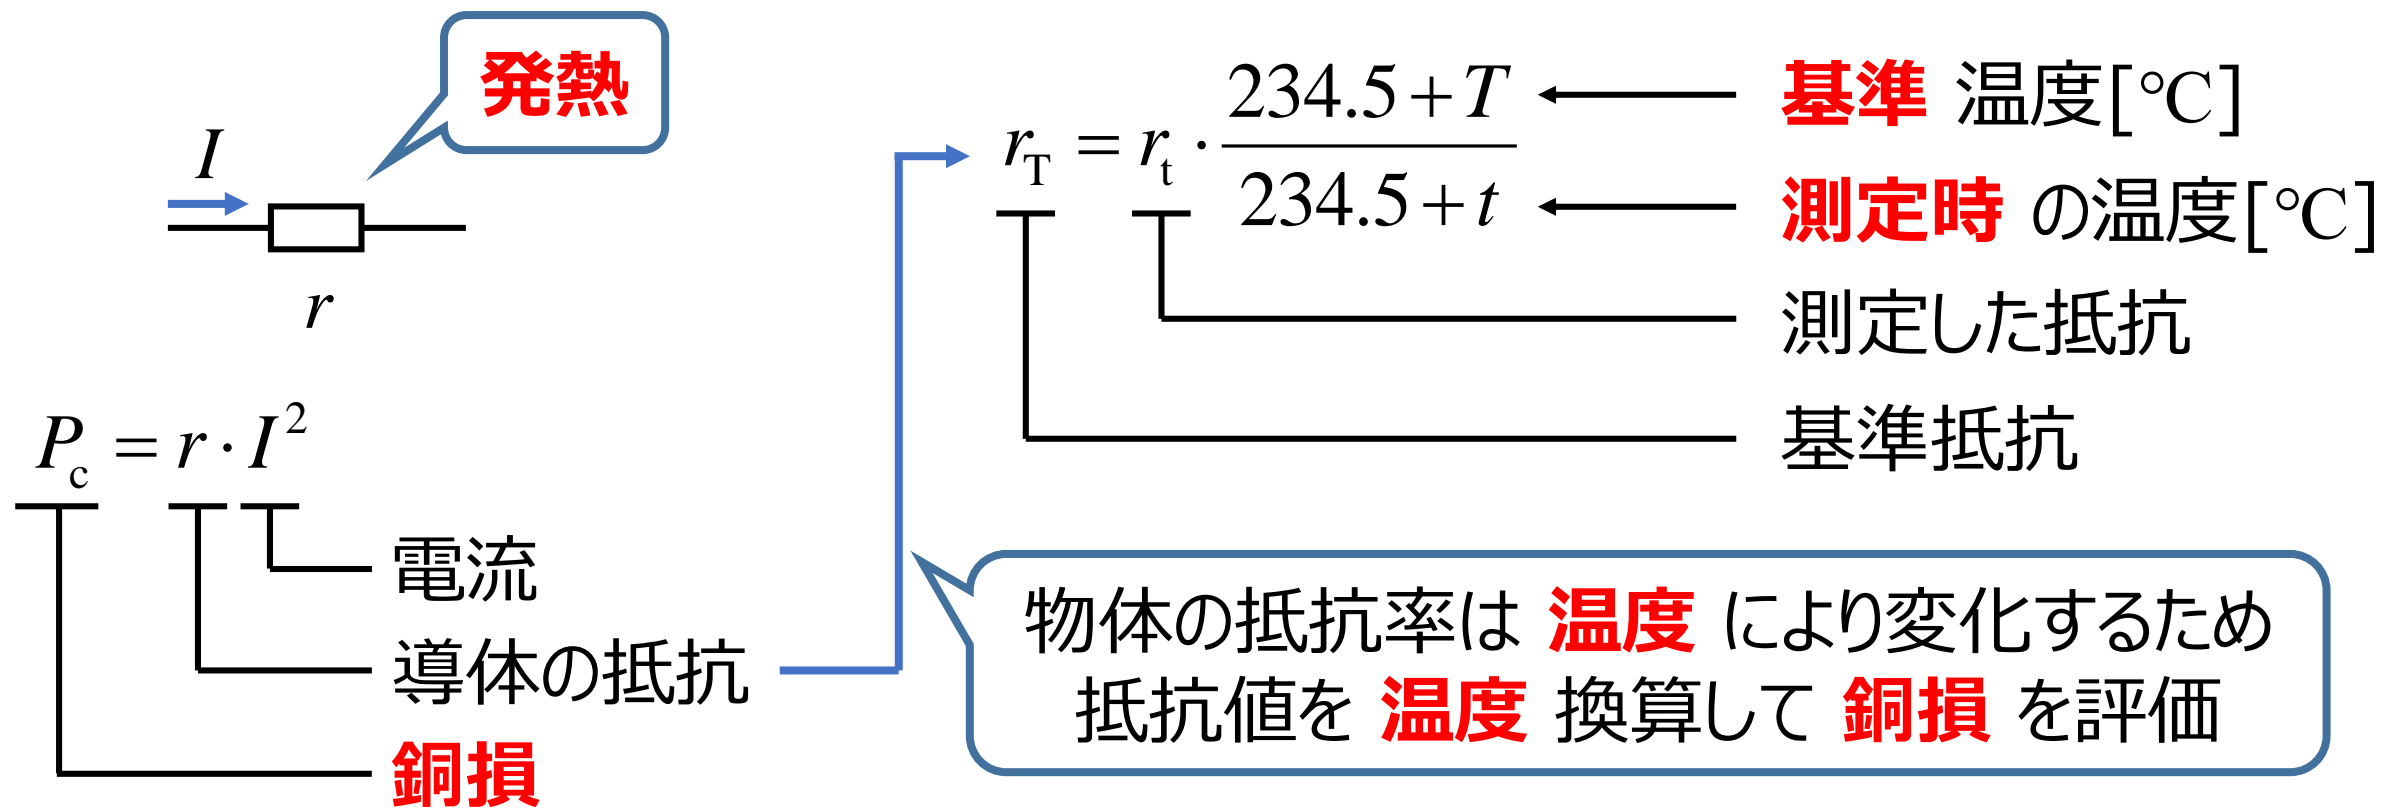 発熱
I
r
P_c = r · I²
電流
導体の抵抗
銅損
r_T = r_t · (234.5 + T) / (234.5 + t)
基準 温度[℃]
測定時 の温度[℃]
測定した抵抗
基準抵抗
物体の抵抗率は 温度 により変化するため
抵抗値を 温度 換算して 銅損 を評価